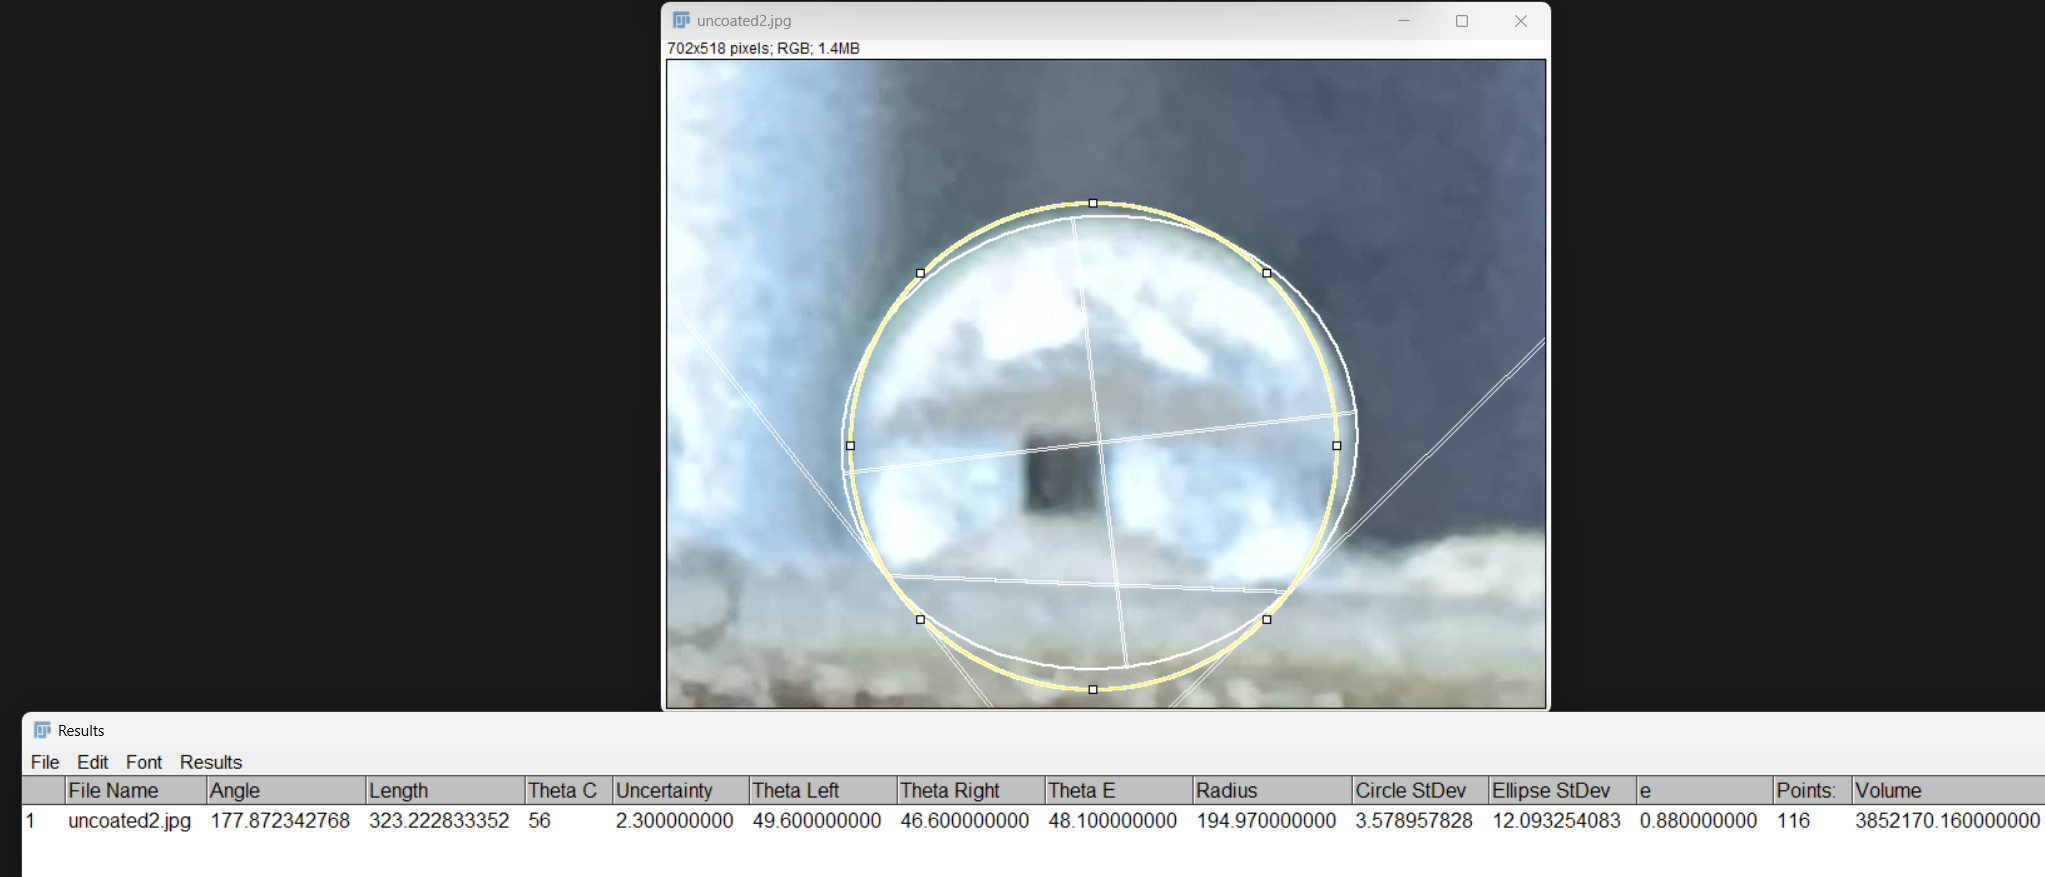 uncoated2.jpg
702x518 pixels; RGB; 1.4MB
Results
File Edit Font Results
File Name Angle Length Theta C Uncertainty Theta Left Theta Right Theta E Radius Circle StDev Ellipse StDev e Points: Volume
1 uncoated2.jpg 177.872342768 323.222833352 56 2.300000000 49.600000000 46.600000000 48.100000000 194.970000000 3.578957828 12.093254083 0.880000000 116 3852170.160000000